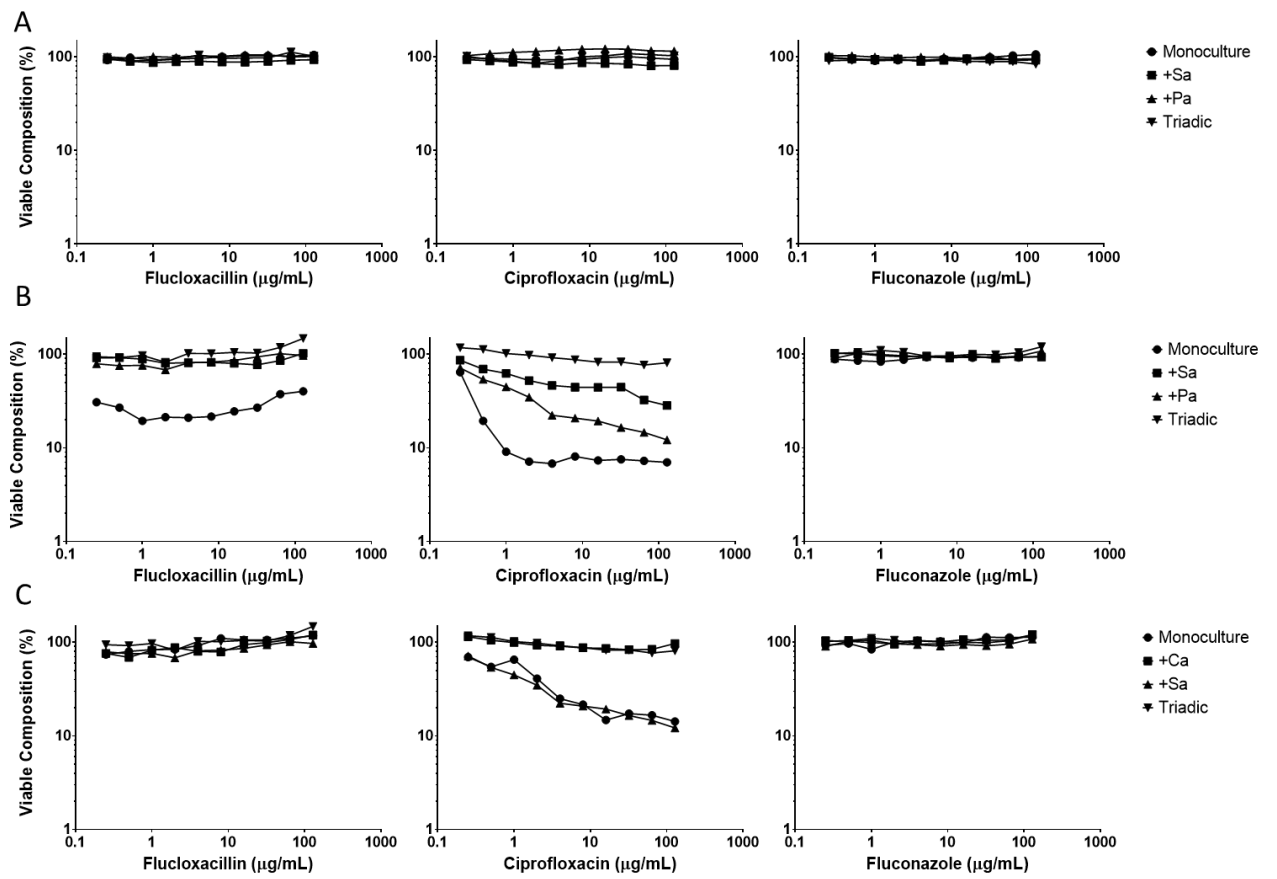 A
Viable Composition (%)
100
10
1
0.1
1
10
100
1000
Flucloxacillin (μg/mL)
0.1
1
10
100
1000
Ciprofloxacin (μg/mL)
100
10
1
0.1
1
10
100
1000
Fluconazole (μg/mL)
100
10
1
Monoculture
+Sa
+Pa
Triadic
B
Viable Composition (%)
100
10
1
0.1
1
10
100
1000
Flucloxacillin (μg/mL)
100
10
1
0.1
1
10
100
1000
Ciprofloxacin (μg/mL)
100
10
1
0.1
1
10
100
1000
Fluconazole (μg/mL)
Monoculture
+Sa
+Pa
Triadic
C
Viable Composition (%)
100
10
1
0.1
1
10
100
1000
Flucloxacillin (μg/mL)
100
10
1
0.1
1
10
100
1000
Ciprofloxacin (μg/mL)
100
10
1
0.1
1
10
100
1000
Fluconazole (μg/mL)
Monoculture
+Ca
+Sa
Triadic